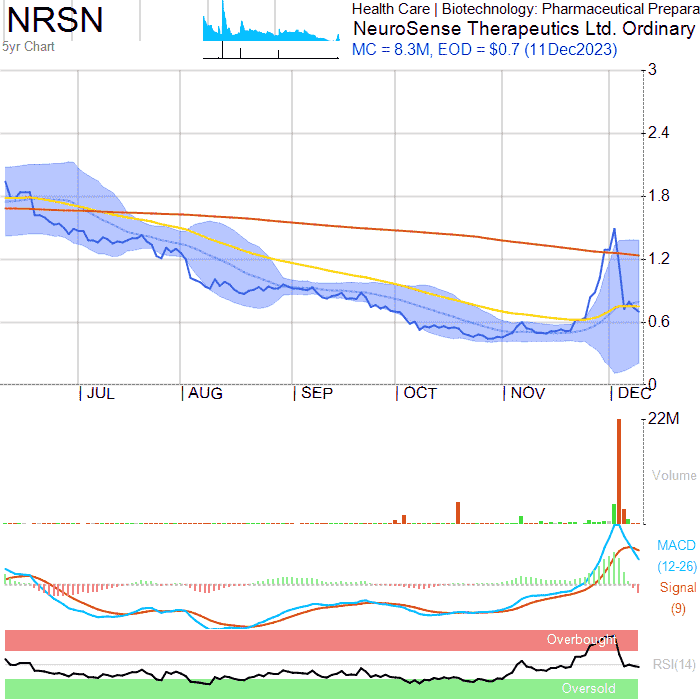 NRSN
5yr Chart
Health Care | Biotechnology: Pharmaceutical Prepara
NeuroSense Therapeutics Ltd. Ordinary
MC = 8.3M, EOD = $0.7 (11Dec2023)
3
2.4
1.8
1.2
0.6
0
JUL AUG SEP OCT NOV DEC
22M
Volume
MACD
(12-26)
Signal
(9)
Overbought
RSI(14)
Oversold